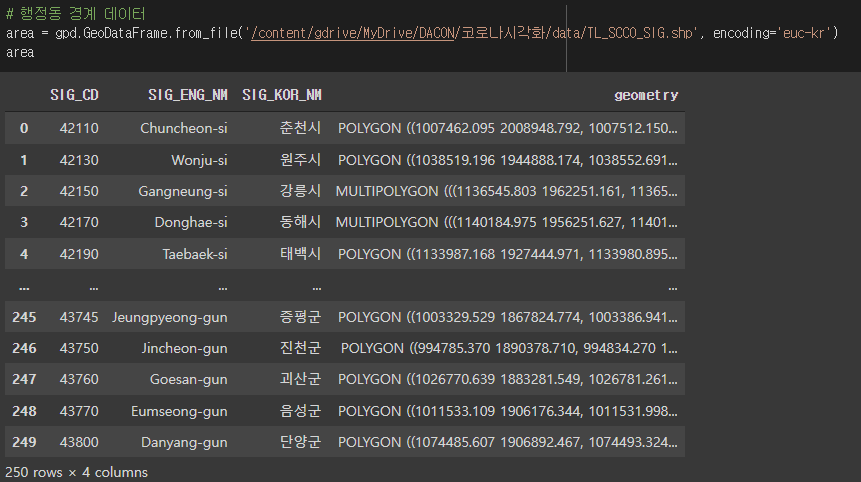 # 행정동 경계 데이터
area = gpd.GeoDataFrame.from_file('/content/gdrive/MyDrive/DACON/코로나시각화/data/TL_SCCO_SIG.shp', encoding='euc-kr')
area
SIG_CD SIG_ENG_NM SIG_KOR_NM geometry
0 42110 Chuncheon-si 춘천시 POLYGON ((1007462.095 2008948.792, 1007512.150...
1 42130 Wonju-si 원주시 POLYGON ((1038519.196 1944888.174, 1038552.691...
2 42150 Gangneung-si 강릉시 MULTIPOLYGON (((1136545.803 1962251.161, 11365...
3 42170 Donghae-si 동해시 MULTIPOLYGON (((1140184.975 1956251.627, 11401...
4 42190 Taebaek-si 태백시 POLYGON ((1133987.168 1927444.971, 1133980.895...
... ... ... ... ...
245 43745 Jeungpyeong-gun 증평군 POLYGON ((1003329.529 1867824.774, 1003386.941...
246 43750 Jincheon-gun 진천군 POLYGON ((994785.370 1890378.710, 994834.270 1...
247 43760 Goesan-gun 괴산군 POLYGON ((1026770.639 1883281.549, 1026781.261...
248 43770 Eumseong-gun 음성군 POLYGON ((1011533.109 1906176.344, 1011531.998...
249 43800 Danyang-gun 단양군 POLYGON ((1074485.607 1906892.467, 1074493.324...
250 rows × 4 columns